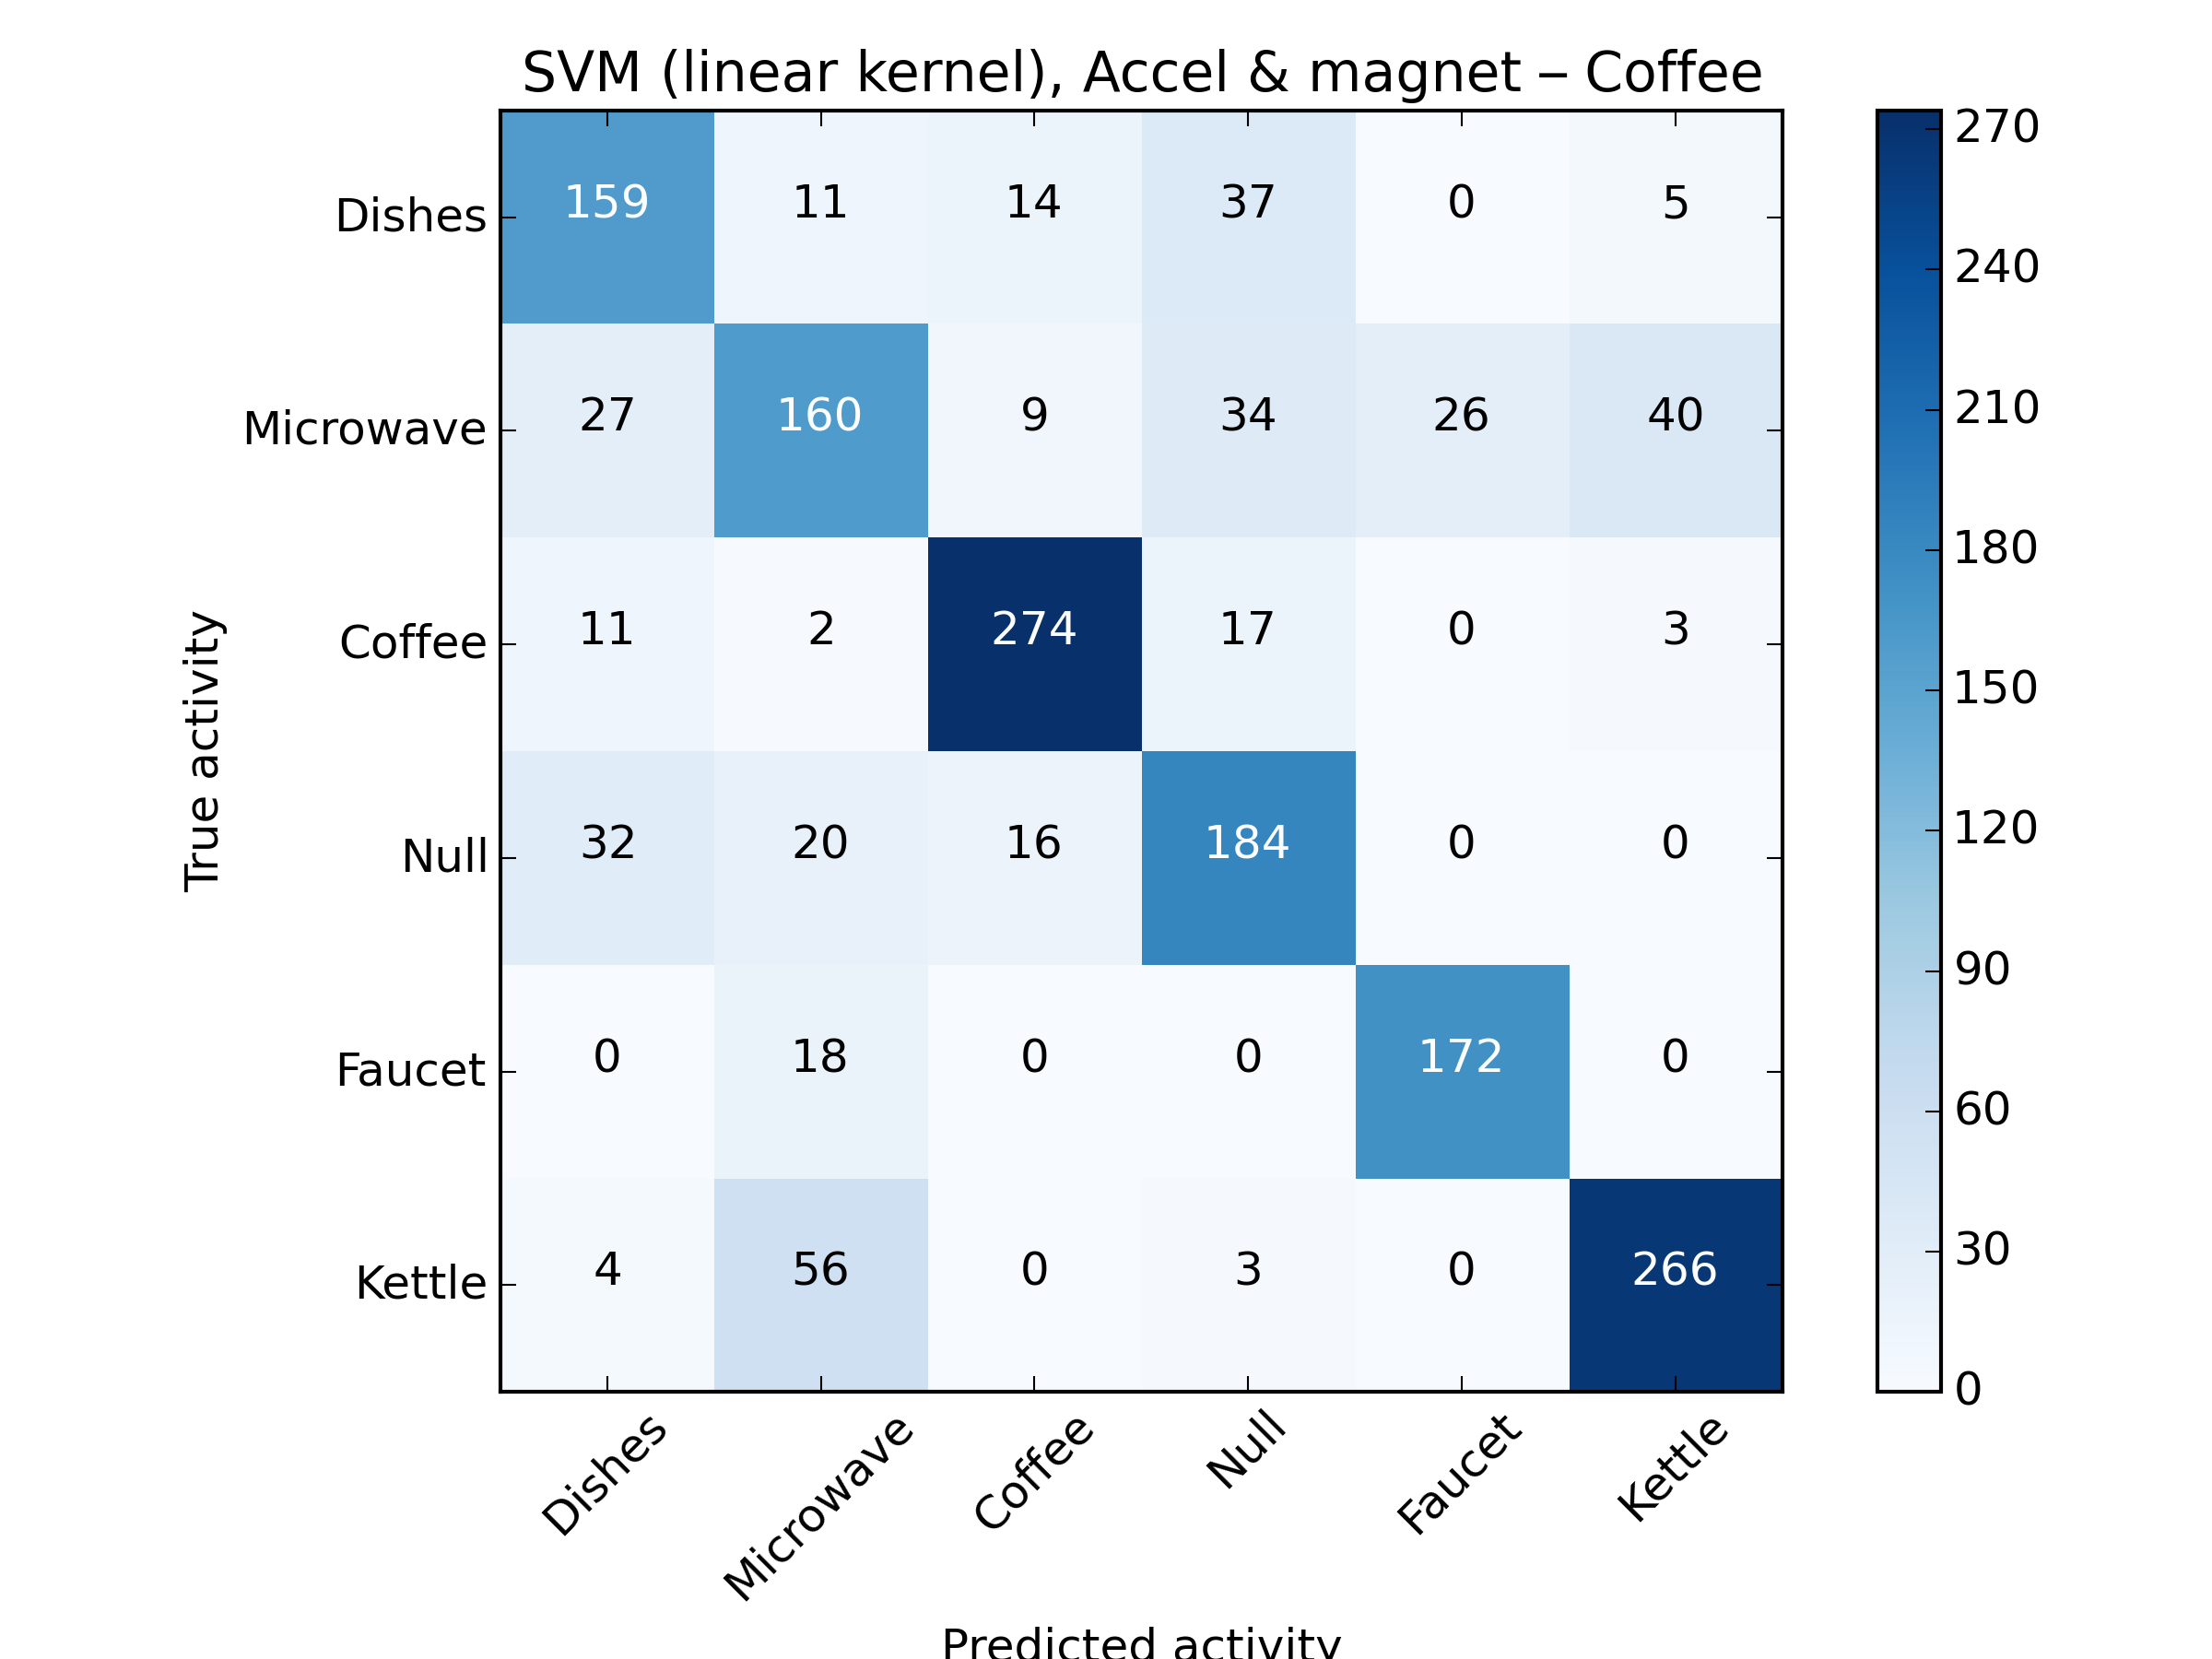 SVM (linear kernel), Accel & magnet – Coffee
270
Dishes 159 11 14 37 0 5
240
Microwave 27 160 9 34 26 40
210
180
Coffee 11 2 274 17 0 3
150
True activity
120
Null 32 20 16 184 0 0
90
Faucet 0 18 0 0 172 0
60
30
Kettle 4 56 0 3 0 266
0
Dishes Microwave Coffee Null Faucet Kettle
Predicted activity